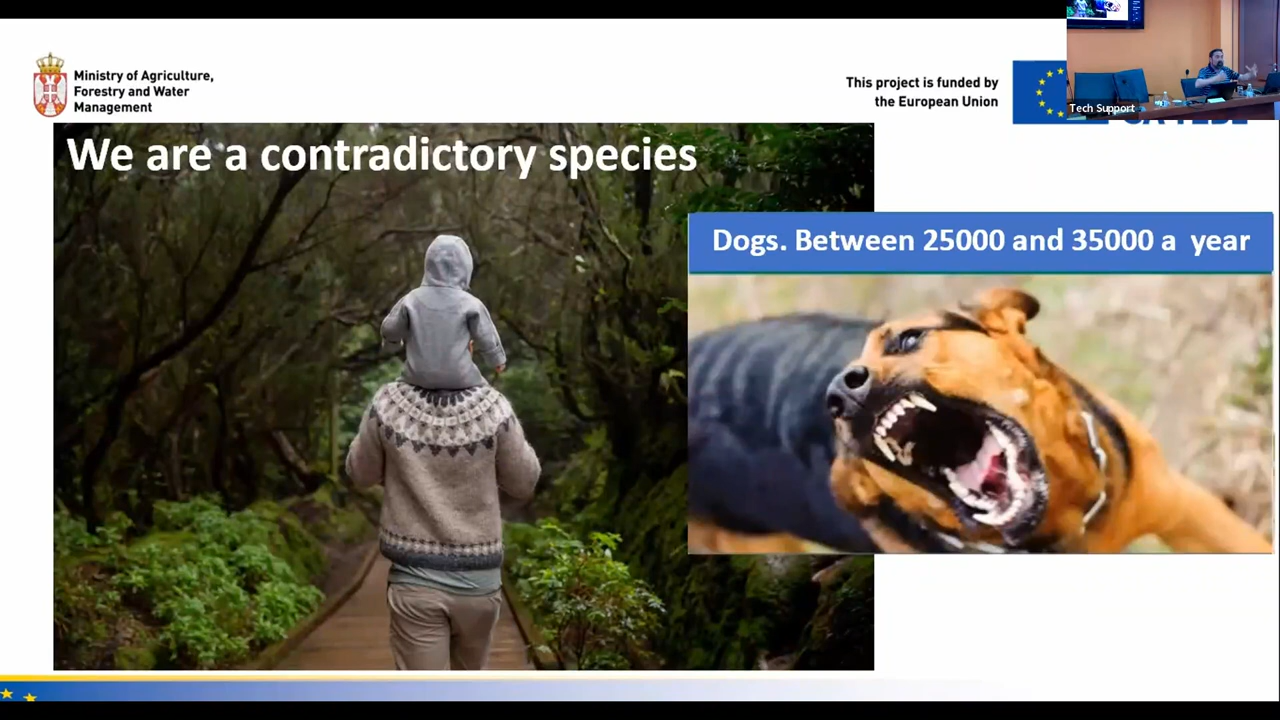 Ministry of Agriculture,
Forestry and Water
Management
This project is funded by
the European Union
Tech Support
We are a contradictory species
Dogs. Between 25000 and 35000 a year